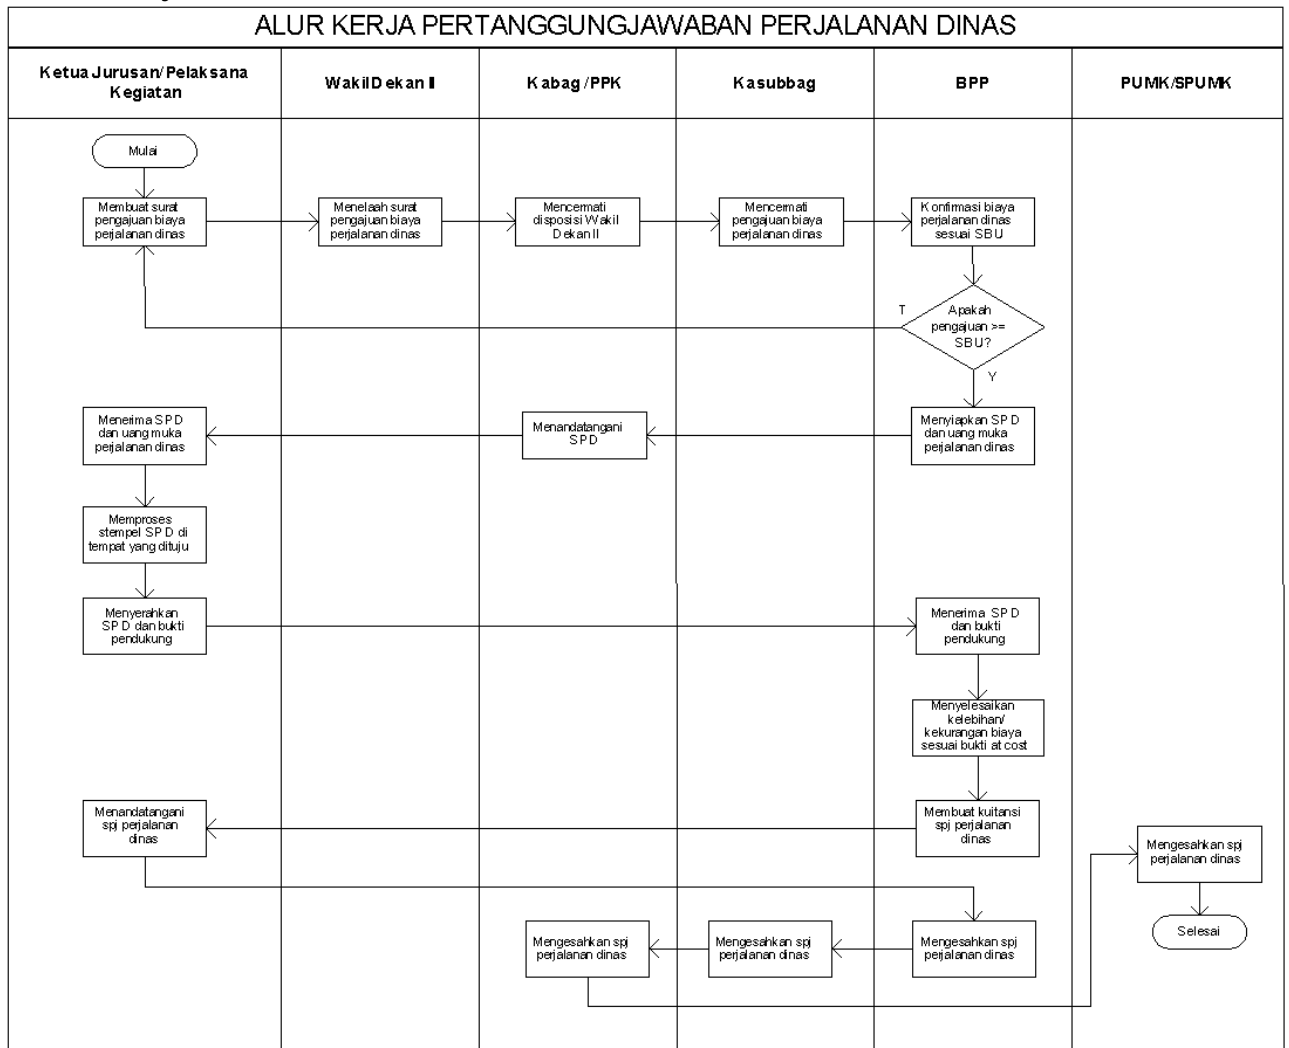 ALUR KERJA PERTANGGUNGJAWABAN PERJALANAN DINAS
Ketua Jurusan/Pelaksana
Kegiatan
Wakil Dekan II
Kabag /PPK
Kasubbag
BPP
PUMK/SPUMK
Mulai
Membuat surat
pengajuan biaya
perjalanan dinas
Menelaah surat
pengajuan biaya
perjalanan dinas
Mencermati
disposisi Wakil
Dekan II
Mencermati
pengajuan biaya
perjalanan dinas
Konfirmasi biaya
perjalanan dinas
sesuai SBU
T
Apakah
pengajuan >=
SBU?
Y
Menyiapkan SPD
dan uang muka
perjalanan dinas
Menandatangani
SPD
Menerima SPD
dan uang muka
perjalanan dinas
Memproses
stempel SPD di
tempat yang dituju
Menyerahkan
SPD dan bukti
pendukung
Menerima SPD
dan bukti
pendukung
Menyelesaikan
kelebihan/
kekurangan biaya
sesuai bukti at cost
Membuat kuitansi
spj perjalanan
dinas
Menandatangani
spj perjalanan
dinas
Mengesahkan spj
perjalanan dinas
Mengesahkan spj
perjalanan dinas
Mengesahkan spj
perjalanan dinas
Mengesahkan spj
perjalanan dinas
Selesai